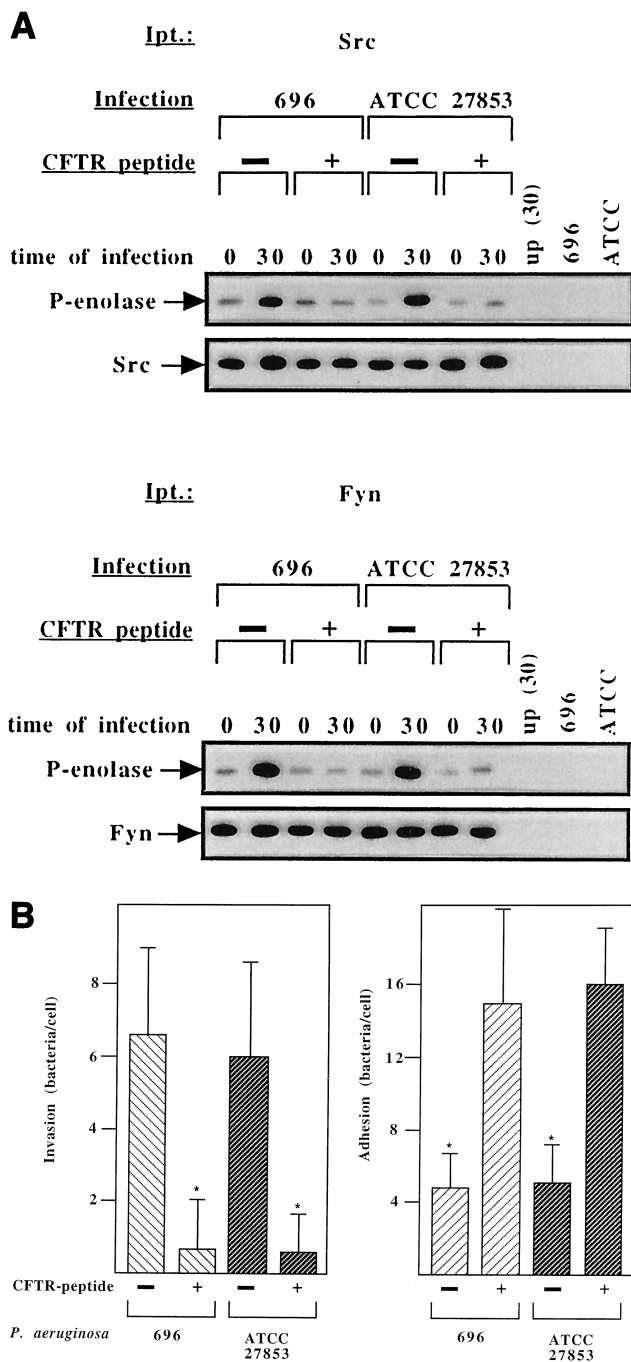 A
Ipt.: Src
Infection 696 ATCC 27853
CFTR peptide − + − +
up (30) 696 ATCC
time of infection 0 30 0 30 0 30 0 30
P-enolase
Src
Ipt.: Fyn
Infection 696 ATCC 27853
CFTR peptide − + − +
up (30) 696 ATCC
time of infection 0 30 0 30 0 30 0 30
P-enolase
Fyn
B
Invasion (bacteria/cell)
8
6
4
2
* *
CFTR-peptide − + − +
P. aeruginosa 696 ATCC
27853
Adhesion (bacteria/cell)
16
12
8
4
* *
− + − +
696 ATCC
27853